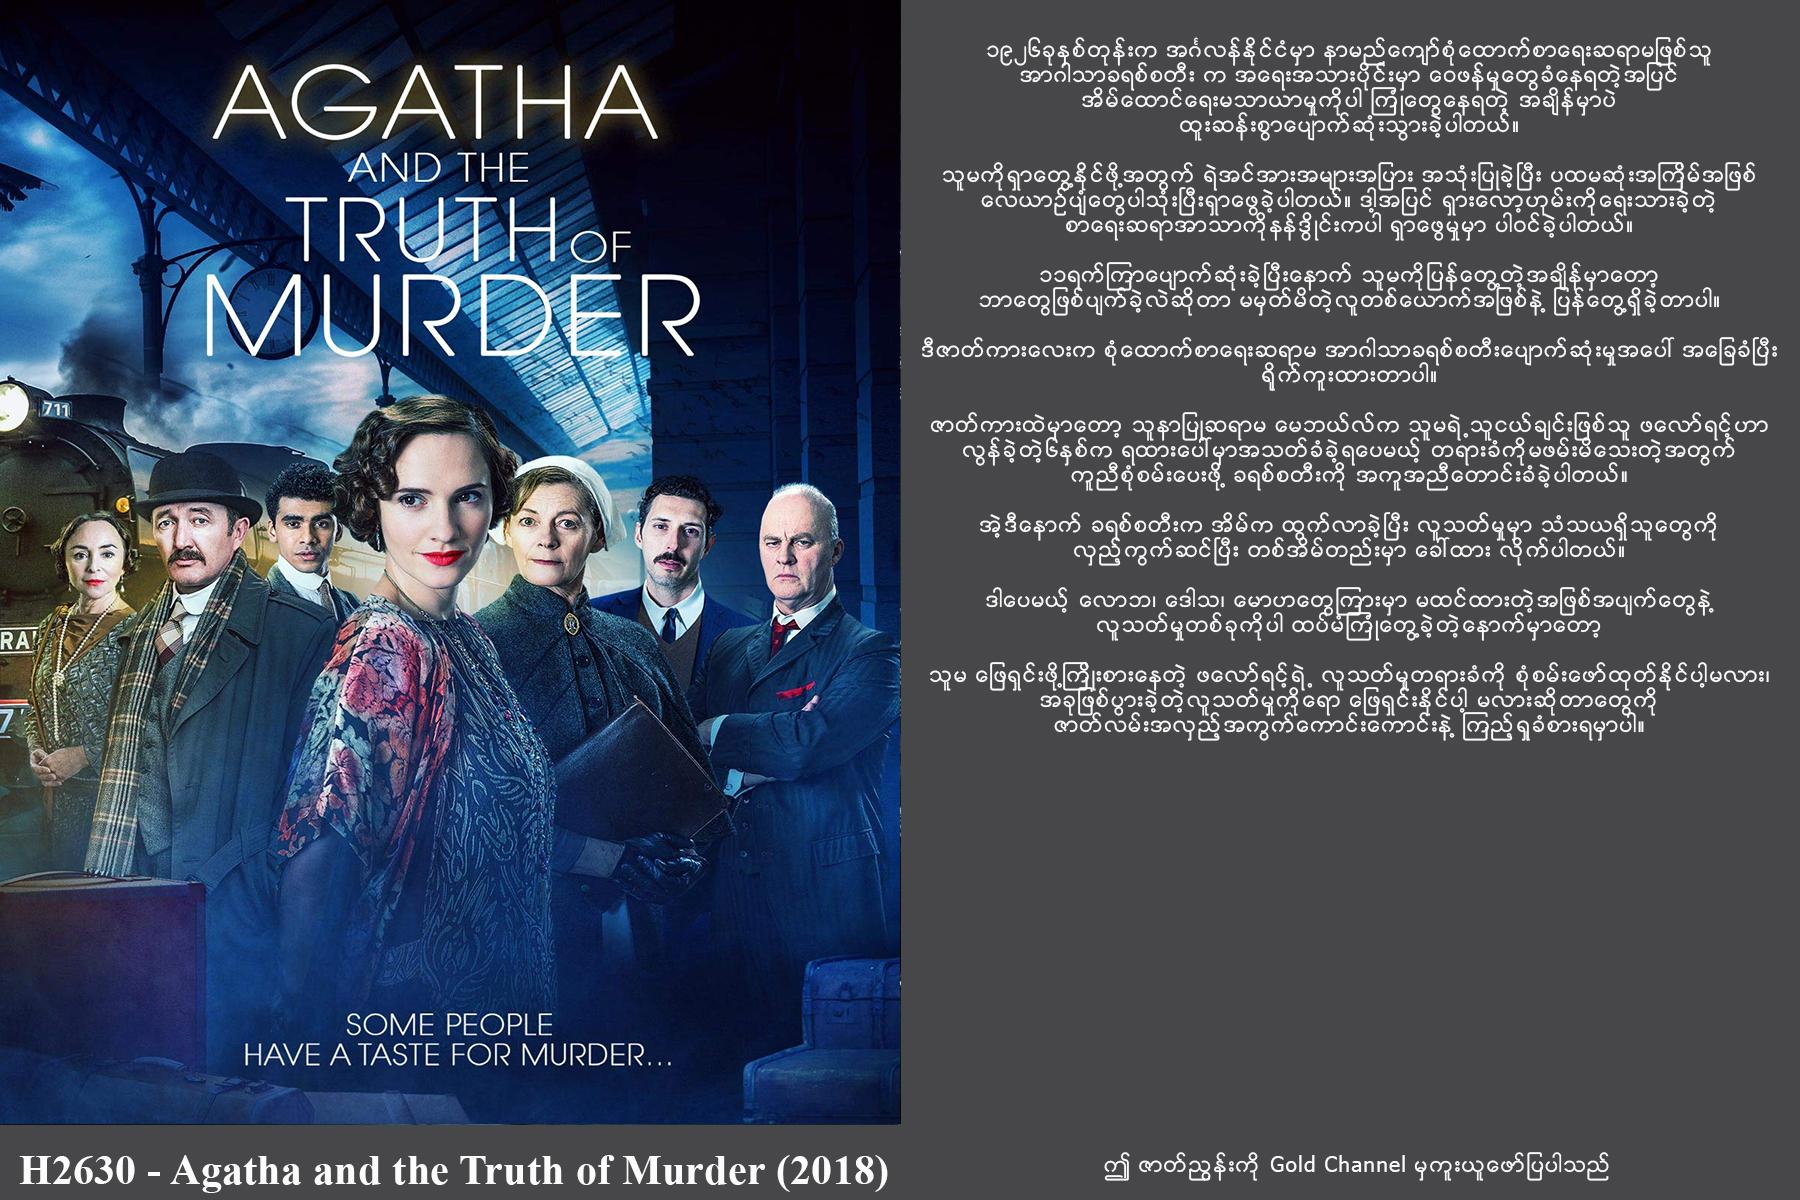 AGATHA
AND THE
TRUTH OF
MURDER
711
RA
7
SOME PEOPLE
HAVE A TASTE FOR MURDER...
H2630 - Agatha and the Truth of Murder (2018)
၁၉၂၆ခုနှစ်တုန်းက အင်္ဂလန်နိုင်ငံမှာ နာမည်ကျော်စုံထောက်စာရေးဆရာမဖြစ်သူ
အာဂါသာခရစ်စတီး က အရေးအသားပိုင်းမှာ ဝေဖန်မှုတွေခံနေရတဲ့အပြင်
အိမ်ထောင်ရေးမသာယာမှုကိုပါ ကြုံတွေနေရတဲ့ အချိန်မှာပဲ
ထူးဆန်းစွာပျောက်ဆုံးသွားခဲ့ပါတယ်။
သူမကိုရှာတွေ့နိုင်ဖို့အတွက် ရဲအင်အားအများအပြား အသုံးပြုခဲ့ပြီး ပထမဆုံးအကြိမ်အဖြစ်
လေယာဉ်ပျံတွေပါသုံးပြီးရှာဖွေခဲ့ပါတယ်။ ဒါ့အပြင် ရှားလော့ဟုမ်းကိုရေးသားခဲ့တဲ့
စာရေးဆရာအာသာကိုနန်ဒွိုင်းကပါ ရှာဖွေမှုမှာ ပါဝင်ခဲ့ပါတယ်။
၁၁ရက်ကြာပျောက်ဆုံးခဲ့ပြီးနောက် သူမကိုပြန်တွေ့တဲ့အချိန်မှာတော့
ဘာတွေဖြစ်ပျက်ခဲ့လဲဆိုတာ မမှတ်မိတဲ့လူတစ်ယောက်အဖြစ်နဲ့ ပြန်တွေ့ရှိခဲ့တာပါ။
ဒီဇာတ်ကားလေးက စုံထောက်စာရေးဆရာမ အာဂါသာခရစ်စတီးပျောက်ဆုံးမှုအပေါ် အခြေခံပြီး
ရိုက်ကူးထားတာပါ။
ဇာတ်ကားထဲမှာတော့ သူနာပြုဆရာမ မေဘယ်လ်က သူမရဲ့သူငယ်ချင်းဖြစ်သူ ဖလော်ရင့်ဟာ
လွန်ခဲ့တဲ့၆နှစ်က ရထားပေါ်မှာအသတ်ခံခဲ့ရပေမယ့် တရားခံကိုမဖမ်းမိသေးတဲ့အတွက်
ကူညီစုံစမ်းပေးဖို့ ခရစ်စတီးကို အကူအညီတောင်းခံခဲ့ပါတယ်။
အဲ့ဒီနောက် ခရစ်စတီးက အိမ်က ထွက်လာခဲ့ပြီး လူသတ်မှုမှာ သံသယရှိသူတွေကို
လှည့်ကွက်ဆင်ပြီး တစ်အိမ်တည်းမှာ ခေါ်ထား လိုက်ပါတယ်။
ဒါပေမယ့် လောဘ၊ ဒေါသ၊ မောဟတွေကြားမှာ မထင်ထားတဲ့အဖြစ်အပျက်တွေနဲ့
လူသတ်မှုတစ်ခုကိုပါ ထပ်မံကြုံတွေ့ခဲ့တဲ့နောက်မှာတော့
သူမ ဖြေရှင်းဖို့ကြိုးစားနေတဲ့ ဖလော်ရင့်ရဲ့ လူသတ်မှုတရားခံကို စုံစမ်းဖော်ထုတ်နိုင်ပါ့မလား၊
အခုဖြစ်ပွားခဲ့တဲ့လူသတ်မှုကိုရော ဖြေရှင်းနိုင်ပါ့ မလားဆိုတာတွေကို
ဇာတ်လမ်းအလှည့်အကွက်ကောင်းကောင်းနဲ့ ကြည့်ရှုခံစားရမှာပါ။
ဤ ဇာတ်ညွှန်းကို Gold Channel မှကူးယူဖော်ပြပါသည်